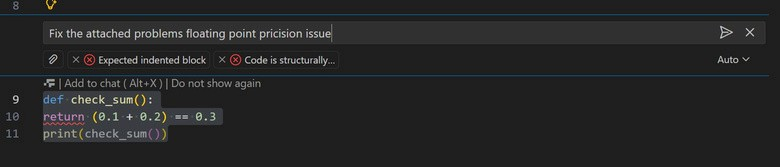 8
Fix the attached problems floating point pricision issue
Expected indented block Code is structurally... Auto
| Add to chat ( Alt+X ) | Do not show again
9 def check_sum():
10 return (0.1 + 0.2) == 0.3
11 print(check_sum())